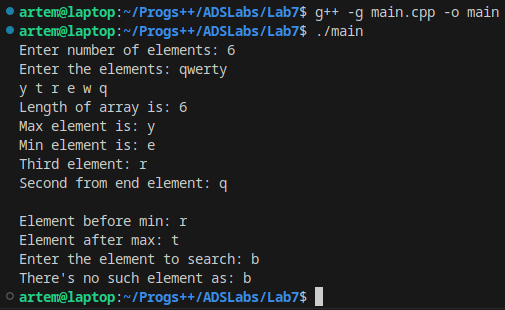 artem@laptop:~/Progs++/ADSLabs/Lab7$ g++ -g main.cpp -o main
artem@laptop:~/Progs++/ADSLabs/Lab7$ ./main
Enter number of elements: 6
Enter the elements: qwerty
y t r e w q
Length of array is: 6
Max element is: y
Min element is: e
Third element: r
Second from end element: q
Element before min: r
Element after max: t
Enter the element to search: b
There's no such element as: b
artem@laptop:~/Progs++/ADSLabs/Lab7$